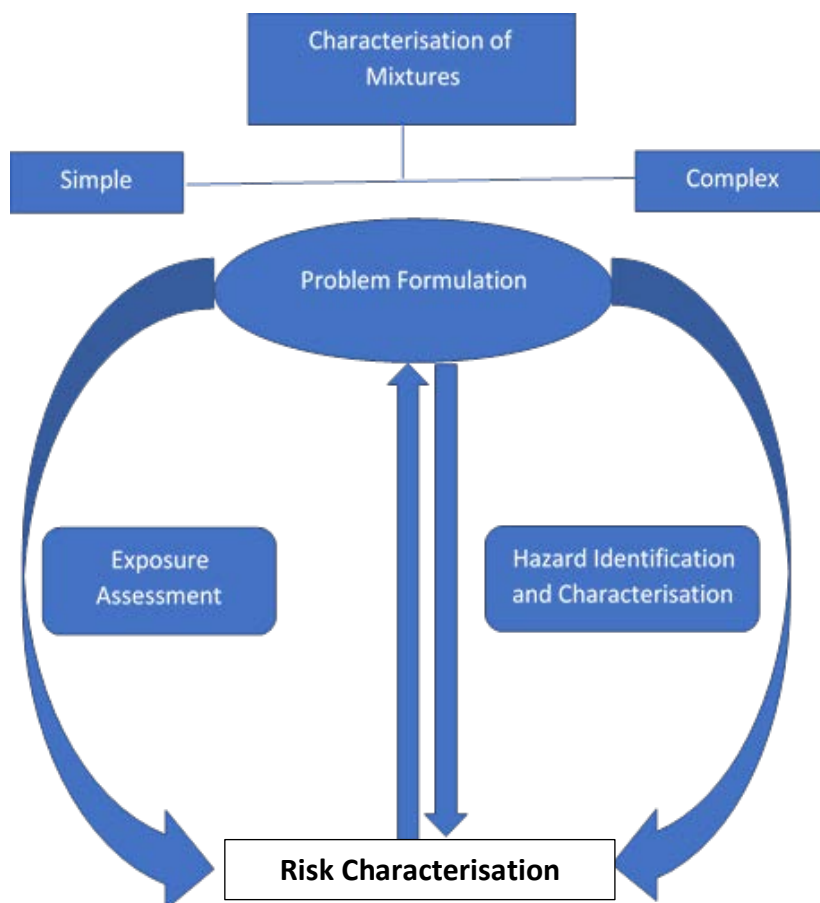 Characterisation of
Mixtures
Simple
Complex
Problem Formulation
Exposure
Assessment
Hazard Identification
and Characterisation
Risk Characterisation